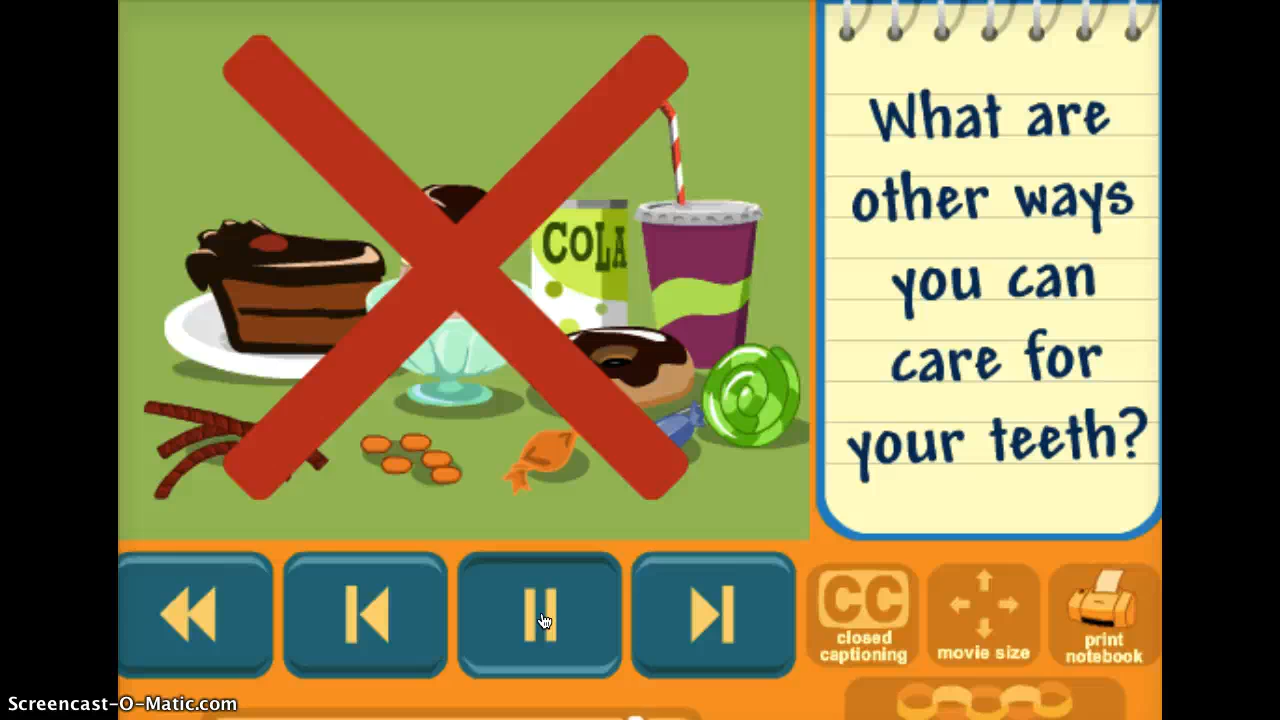 COLA
What are
other ways
you can
care for
your teeth?
CC
closed
captioning
movie size
print
notebook
Screencast-O-Matic.com